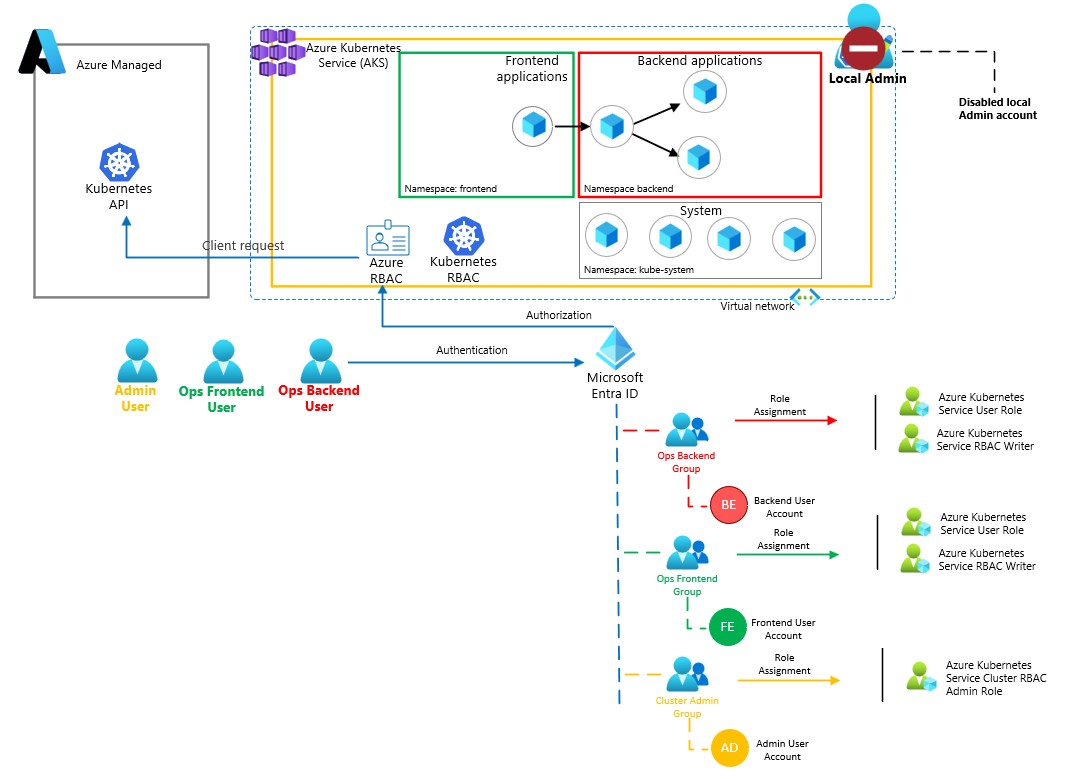 Azure Managed
Kubernetes
API
Azure Kubernetes
Service (AKS)
Frontend
applications
Namespace: frontend
Backend applications
Namespace backend
System
Namespace: kube-system
Local Admin
Disabled local
Admin account
Client request
Azure
RBAC
Kubernetes
RBAC
Virtual network
Authorization
Authentication
Admin
User
Ops Frontend
User
Ops Backend
User
Microsoft
Entra ID
Ops Backend
Group
Role
Assignment
Azure Kubernetes
Service User Role
Azure Kubernetes
Service RBAC Writer
BE
Backend User
Account
Ops Frontend
Group
Role
Assignment
Azure Kubernetes
Service User Role
Azure Kubernetes
Service RBAC Writer
FE
Frontend User
Account
Cluster Admin
Group
Role
Assignment
Azure Kubernetes
Service Cluster RBAC
Admin Role
AD
Admin User
Account